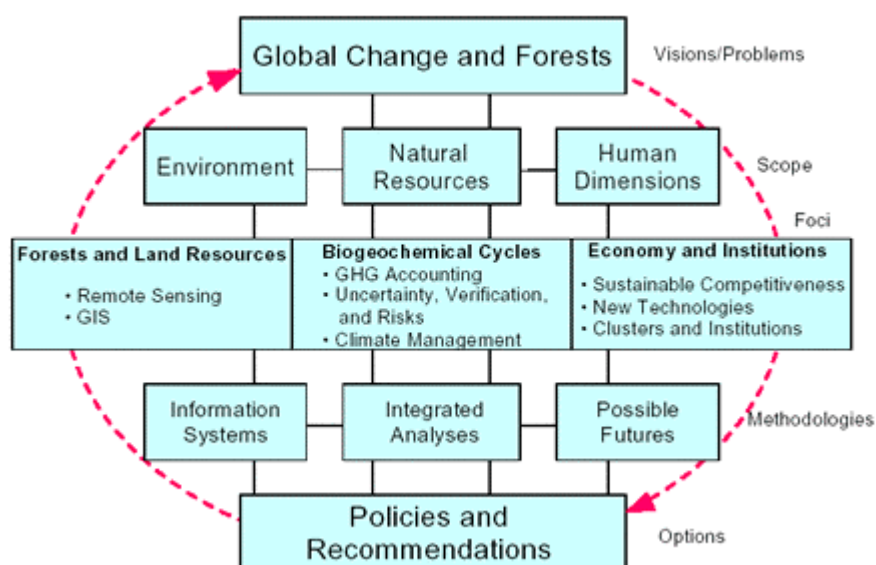 Global Change and Forests
Visions/Problems
Environment
Natural
Resources
Human
Dimensions
Scope
Foci
Forests and Land Resources
• Remote Sensing
• GIS
Biogeochemical Cycles
• GHG Accounting
• Uncertainty, Verification,
and Risks
• Climate Management
Economy and Institutions
• Sustainable Competitiveness
• New Technologies
• Clusters and Institutions
Information
Systems
Integrated
Analyses
Possible
Futures
Methodologies
Policies and
Recommendations
Options